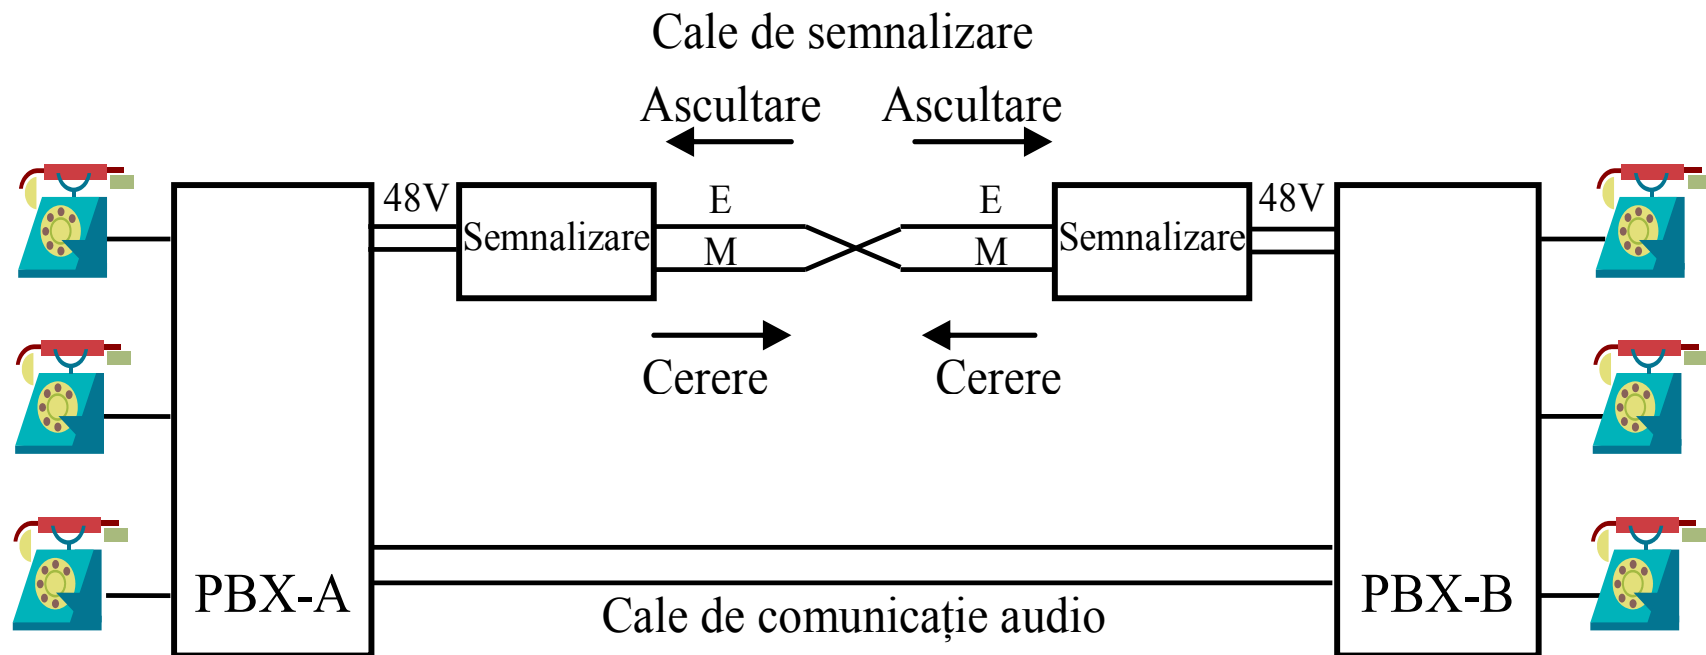 Cale de semnalizare
Ascultare Ascultare
48V E E 48V
Semnalizare M M Semnalizare
Cerere Cerere
PBX-A PBX-B
Cale de comunicație audio